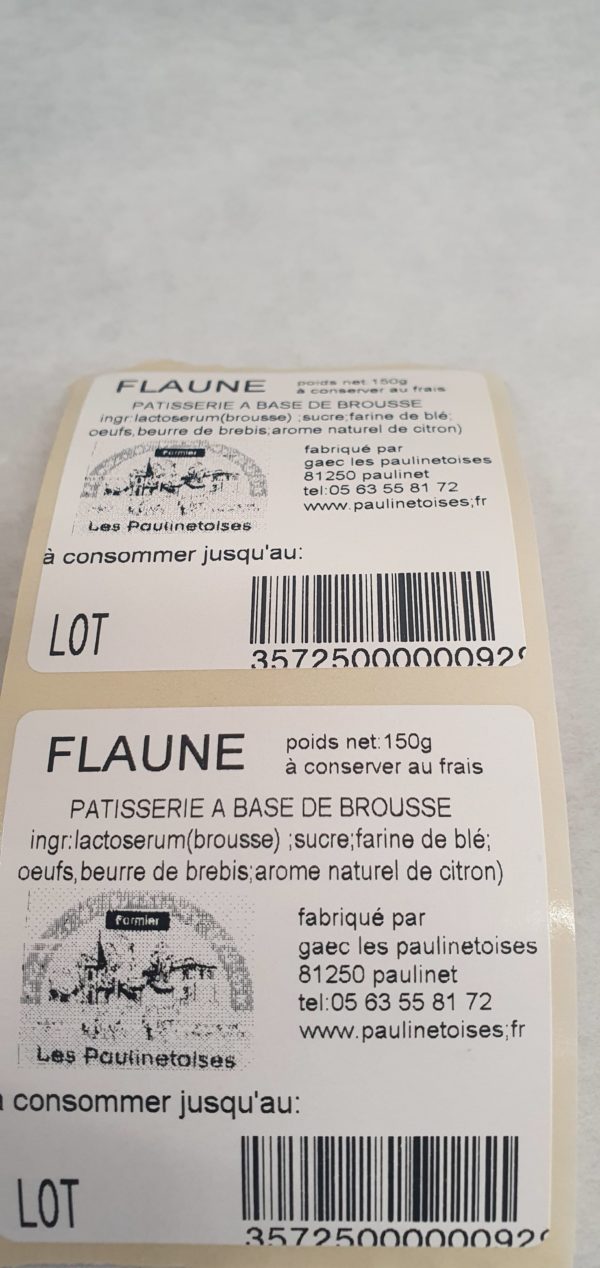 FLAUNE
poids net:150g
à conserver au frais
PATISSERIE A BASE DE BROUSSE
ingr:lactoserum(brousse) ;sucre;farine de blé;
oeufs,beurre de brebis;arome naturel de citron)
Fermier
Les Paulinetoises
fabriqué par
gaec les paulinetoises
81250 paulinet
tel:05 63 55 81 72
www.paulinetoises;fr
à consommer jusqu'au:
LOT
FLAUNE
poids net:150g
à conserver au frais
PATISSERIE A BASE DE BROUSSE
ingr:lactoserum(brousse) ;sucre;farine de blé;
oeufs,beurre de brebis;arome naturel de citron)
Fermier
Les Paulinetoises
fabriqué par
gaec les paulinetoises
81250 paulinet
tel:05 63 55 81 72
www.paulinetoises;fr
consommer jusqu'au:
LOT